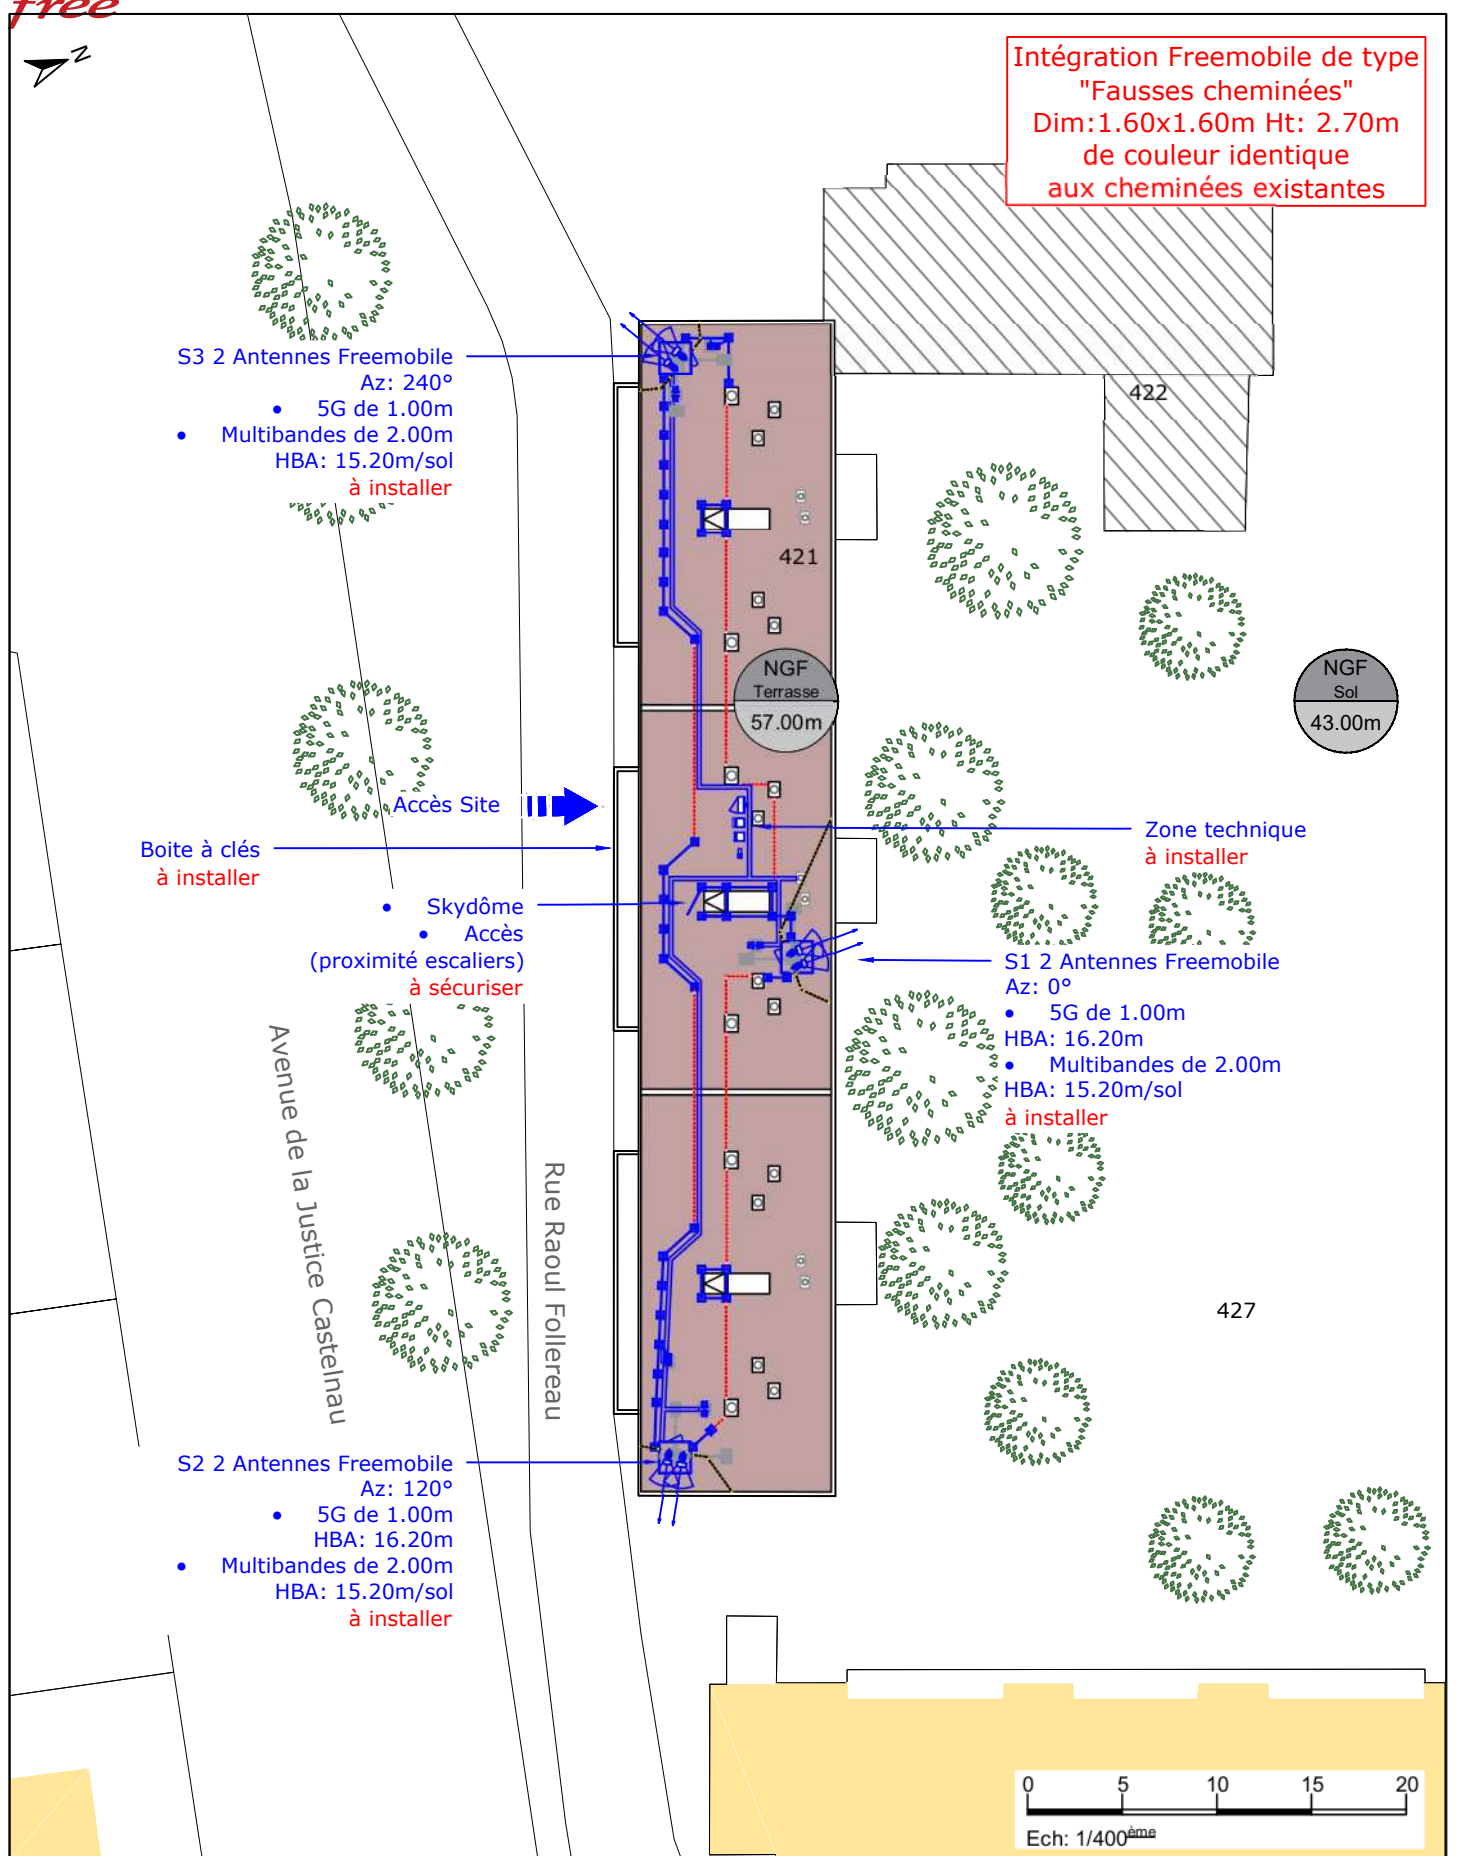 free
N
Intégration Freemobile de type
"Fausses cheminées"
Dim:1.60x1.60m Ht: 2.70m
de couleur identique
aux cheminées existantes
S3 2 Antennes Freemobile
Az: 240°
• 5G de 1.00m
• Multibandes de 2.00m
HBA: 15.20m/sol
à installer
422
421
NGF
Terrasse
57.00m
NGF
Sol
43.00m
Accès Site
Boite à clés
à installer
Zone technique
à installer
• Skydôme
• Accès
(proximité escaliers)
à sécuriser
S1 2 Antennes Freemobile
Az: 0°
• 5G de 1.00m
HBA: 16.20m
• Multibandes de 2.00m
HBA: 15.20m/sol
à installer
Avenue de la Justice Castelnau
Rue Raoul Follereau
427
S2 2 Antennes Freemobile
Az: 120°
• 5G de 1.00m
HBA: 16.20m
• Multibandes de 2.00m
HBA: 15.20m/sol
à installer
0 5 10 15 20
Ech: 1/400ème